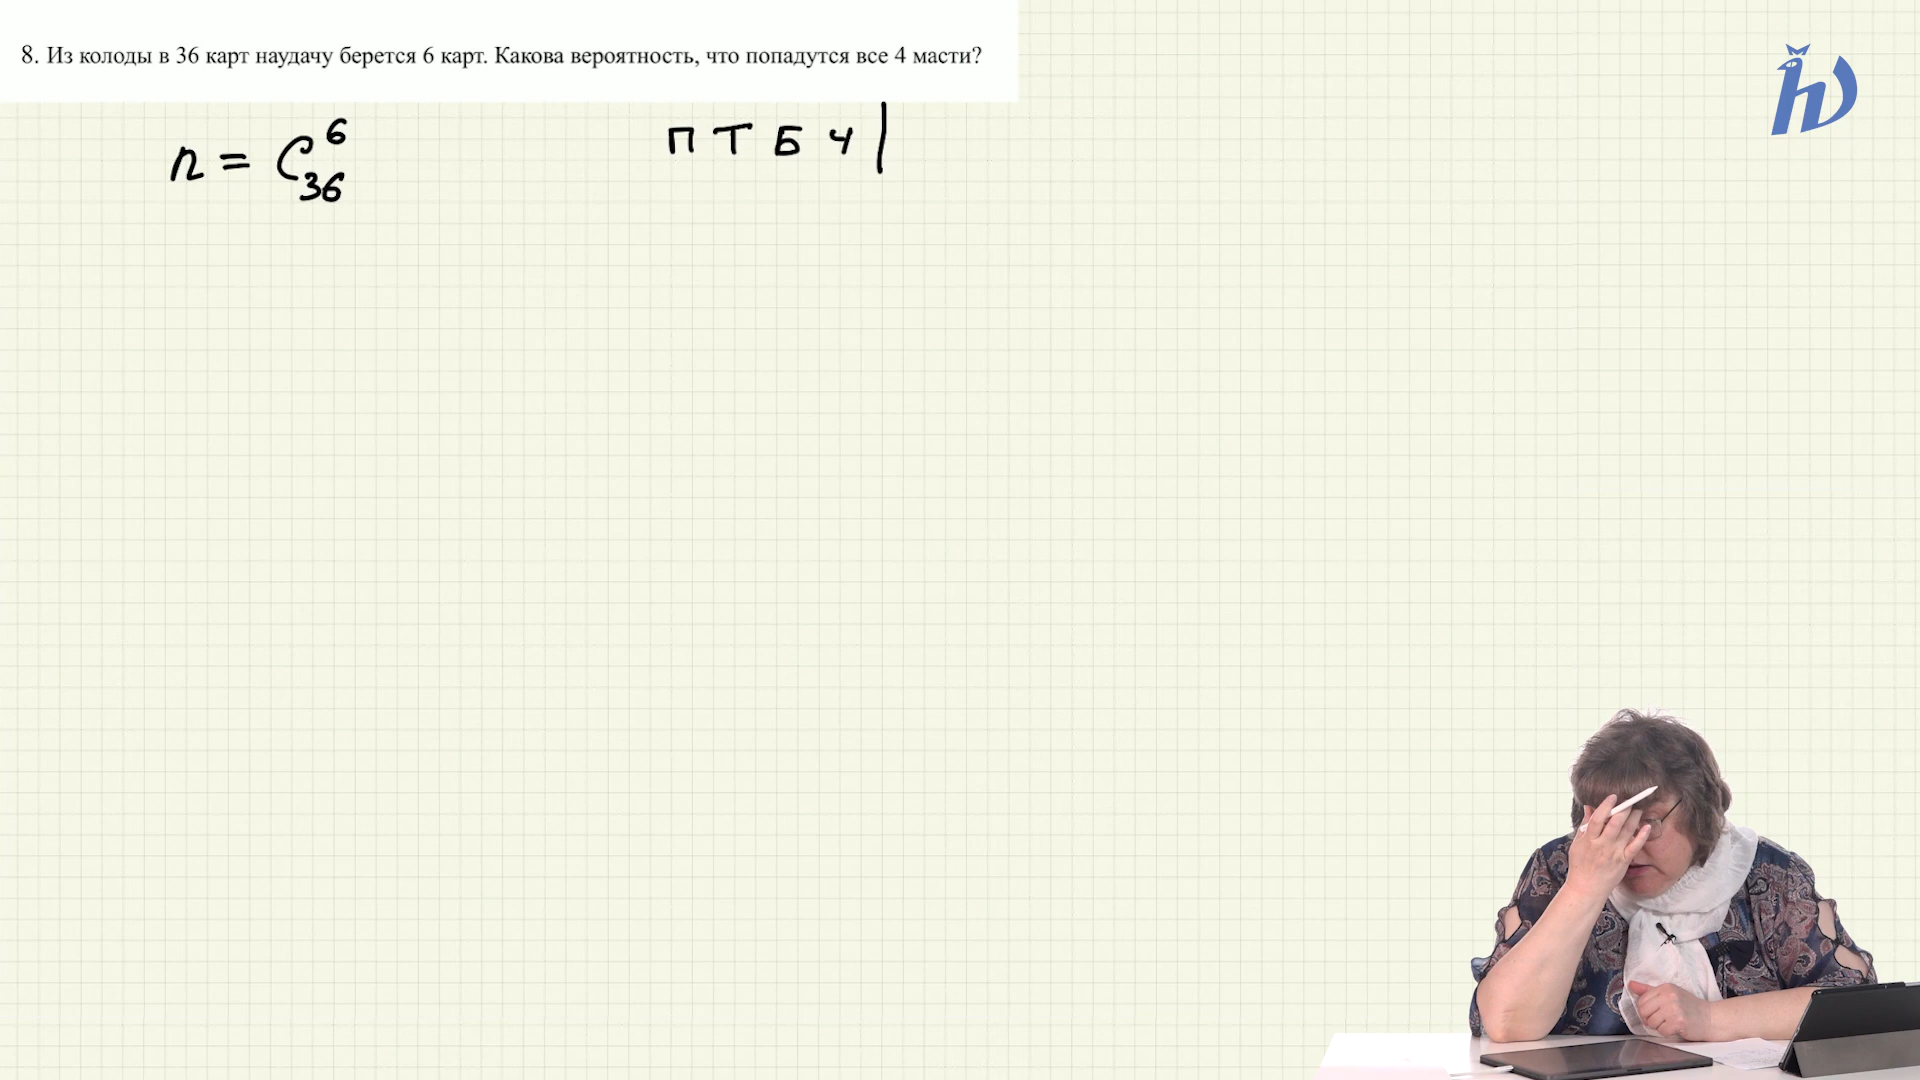 8. Из колоды в 36 карт наудачу берется 6 карт. Какова вероятность, что попадутся все 4 масти?
n = C₃₆⁶
П Т Б Ч |